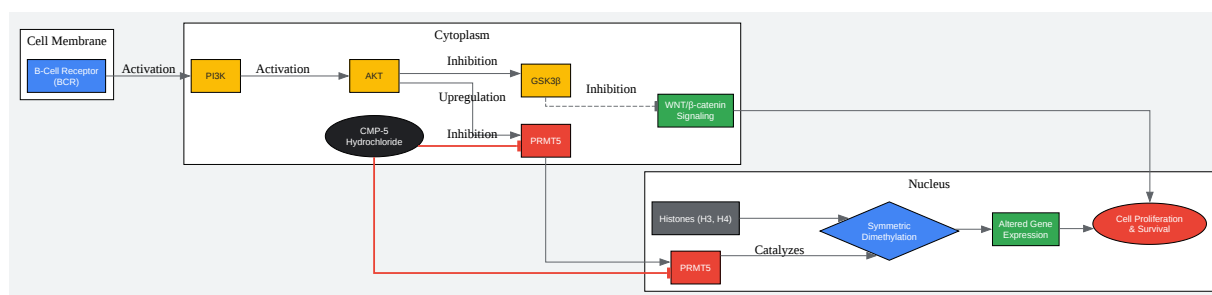 Cell Membrane
B-Cell Receptor
(BCR)
Activation
Cytoplasm
PI3K
Activation
AKT
Inhibition
GSK3β
Inhibition
Upregulation
WNT/β-catenin
Signaling
CMP-5
Hydrochloride
Inhibition
PRMT5
Nucleus
Histones (H3, H4)
Symmetric
Dimethylation
Altered Gene
Expression
Cell Proliferation
& Survival
PRMT5
Catalyzes